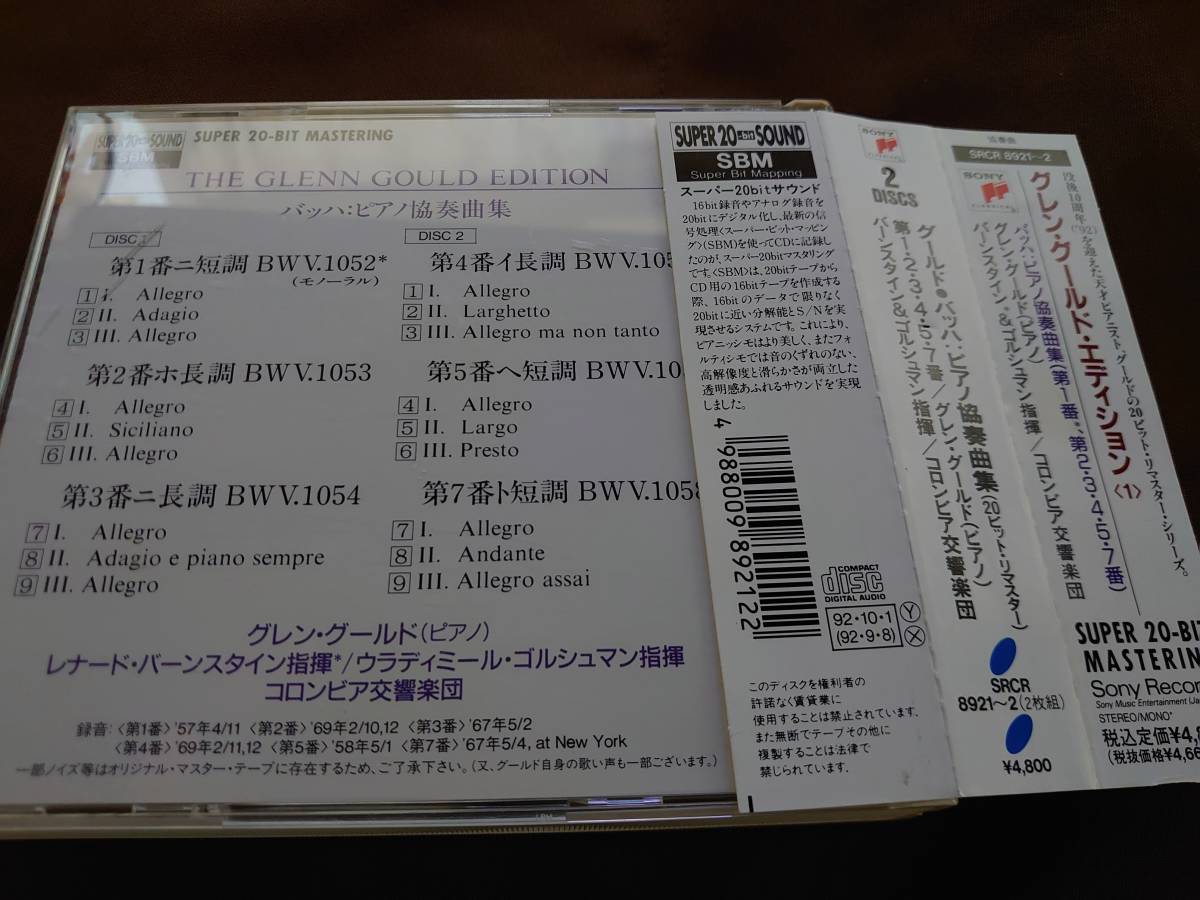 SUPER 20-bit SOUND
SBM
SUPER 20-BIT MASTERING
THE GLENN GOULD EDITION
バッハ:ピアノ協奏曲集
DISC 1
第1番ニ短調 BWV.1052*
(モノーラル)
1 I. Allegro
2 II. Adagio
3 III. Allegro
第2番ホ長調 BWV.1053
4 I. Allegro
5 II. Siciliano
6 III. Allegro
第3番ニ長調 BWV.1054
7 I. Allegro
8 II. Adagio e piano sempre
9 III. Allegro
DISC 2
第4番イ長調 BWV.105
1 I. Allegro
2 II. Larghetto
3 III. Allegro ma non tanto
第5番ヘ短調 BWV.10
4 I. Allegro
5 II. Largo
6 III. Presto
第7番ト短調 BWV.1058
7 I. Allegro
8 II. Andante
9 III. Allegro assai
グレン・グールド(ピアノ)
レナード・バーンスタイン指揮*/ウラディミール・ゴルシュマン指揮
コロンビア交響楽団
録音:〈第1番〉'57年4/11 〈第2番〉'69年2/10,12 〈第3番〉'67年5/2
〈第4番〉'69年2/11,12 〈第5番〉'58年5/1 〈第7番〉'67年5/4, at New York
一部ノイズ等はオリジナル・マスター・テープに存在するため、ご了承下さい。(又、グールド自身の歌い声も一部ございます。)
SUPER 20-bit SOUND
SBM
Super Bit Mapping
スーパー20bitサウンド
16bit録音やアナログ録音を
20bitにデジタル化し、最新の信
号処理〈スーパー・ビット・マッピ
ング〉(SBM)を使ってCDに記録し
たのが、スーパー20bitマスタリング
です。〈SBM〉は、20bitテープから
CD用の16bitテープを作成する
際、16bitのデータで限りなく
20bitに近い分解能とS/Nを実
現させるシステムです。これにより、
ピアニッシモはより美しく、またフォ
ルティシモでは音のくずれのない、
高解像度と滑らかさが両立した
透明感あふれるサウンドを実現
しました。
4 988009 892122
COMPACT
disc
DIGITAL AUDIO
92・10・1
(92・9・8)
Y
X
このディスクを権利者の
許諾なく賃貸業に
使用することは禁止されています。
また無断でテープその他に
複製することは法律で
禁じられています。
ソニークラシカル
2
DISCS
グールド●バッハ:ピアノ協奏曲集(20ビット・リマスター)
第1・2・3・4・5・7番/グレン・グールド(ピアノ)
バーンスタイン&ゴルシュマン指揮/コロンビア交響楽団
SRCR
8921〜2(2枚組)
¥4,800
協奏曲
SRCR 8921〜2
SONY
CLASSICAL
没後10周年('92)を迎えた天才ピアニスト、グールドの20ビット・リマスター・シリーズ。
グレン・グールド・エディション〈1〉
バッハ:ピアノ協奏曲集(第1番*、第2・3・4・5・7番)
グレン・グールド(ピアノ)
バーンスタイン*&ゴルシュマン指揮/コロンビア交響楽団
SUPER 20-BIT
MASTERING
Sony Record
Sony Music Entertainment (Ja
STEREO/MONO*
税込定価¥4,8
(税抜価格¥4,66